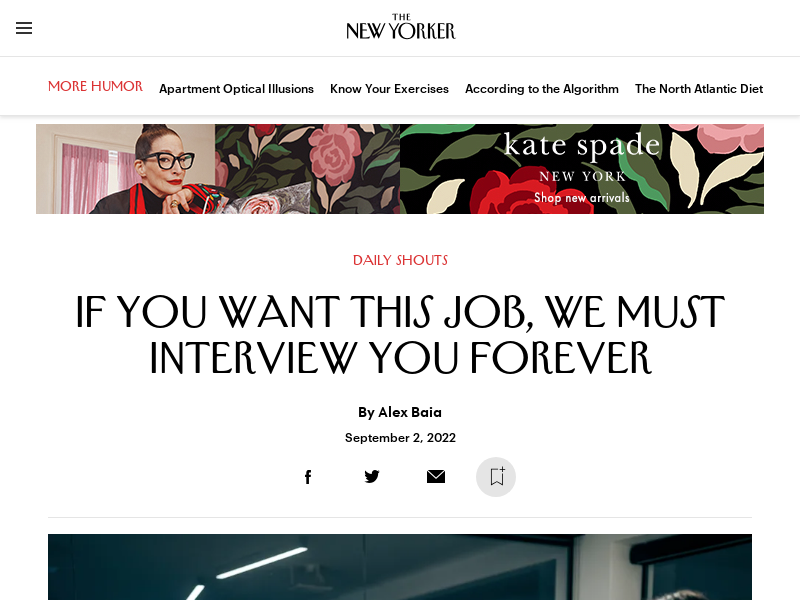 THE
NEW YORKER
MORE HUMOR Apartment Optical Illusions Know Your Exercises According to the Algorithm The North Atlantic Diet
kate spade
NEW YORK
Shop new arrivals
DAILY SHOUTS
IF YOU WANT THIS JOB, WE MUST
INTERVIEW YOU FOREVER
By Alex Baia
September 2, 2022